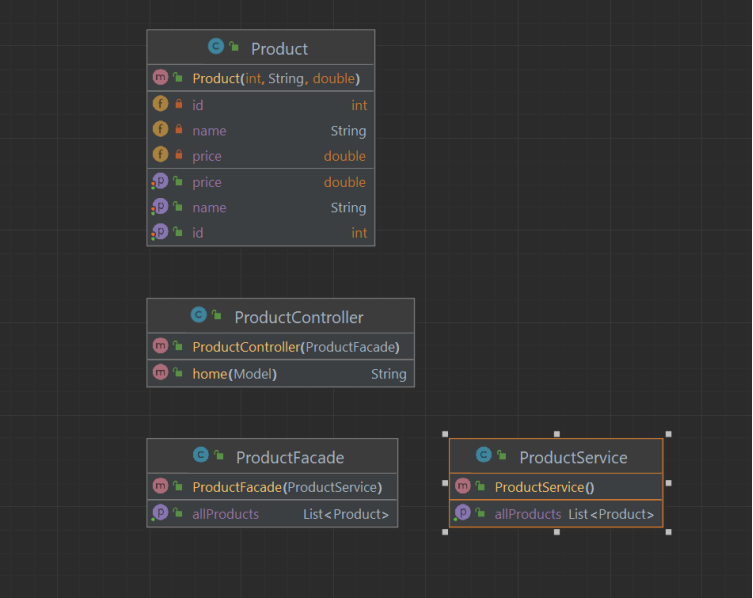 Product
Product(int, String, double)
id int
name String
price double
price double
name String
id int
ProductController
ProductController(ProductFacade)
home(Model) String
ProductFacade
ProductFacade(ProductService)
allProducts List<Product>
ProductService
ProductService()
allProducts List<Product>